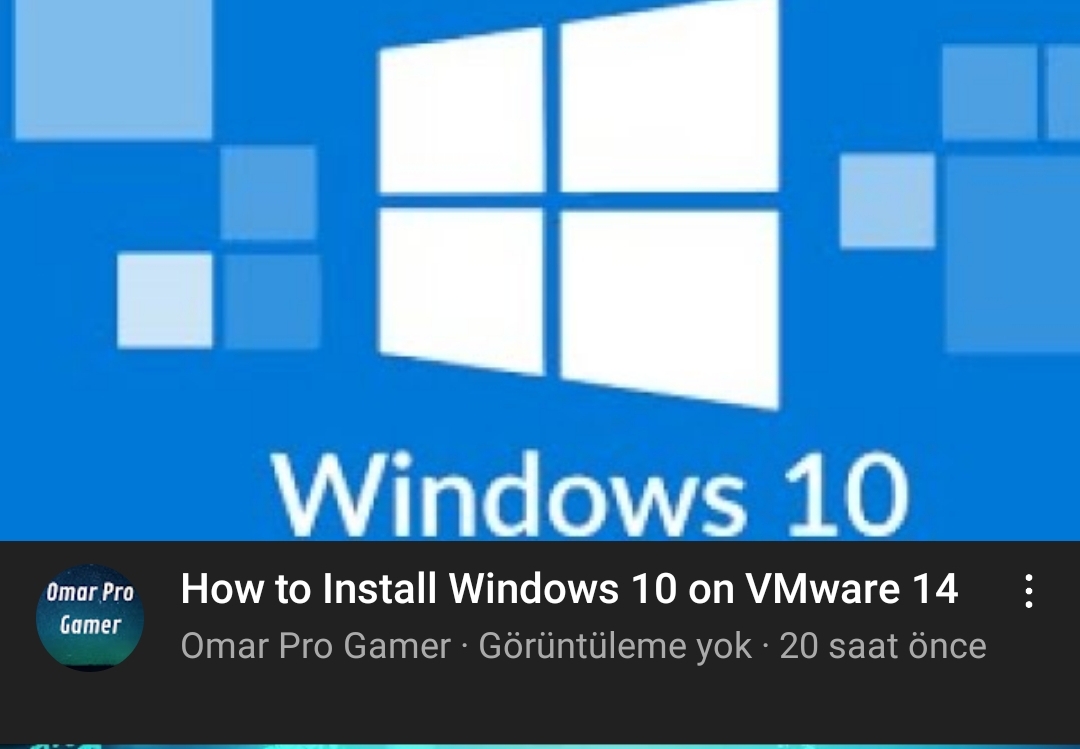 Windows 10
Omar Pro
Gamer
How to Install Windows 10 on VMware 14
Omar Pro Gamer · Görüntüleme yok · 20 saat önce